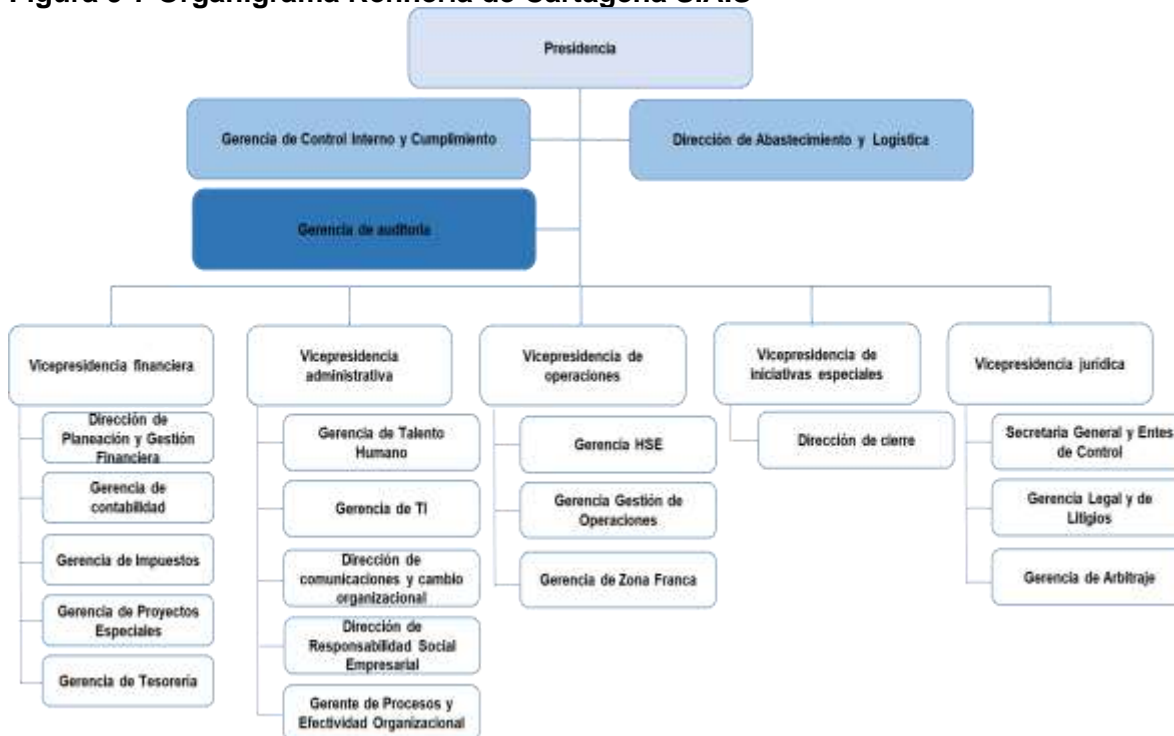 Figura 6 1 Organigrama Refinería de Cartagena S.A.S
Presidencia
Gerencia de Control Interno y Cumplimiento
Dirección de Abastecimiento y Logística
Gerencia de auditoria
Vicepresidencia financiera
Vicepresidencia
administrativa
Vicepresidencia de
operaciones
Vicepresidencia de
iniciativas especiales
Vicepresidencia jurídica
Dirección de
Planeación y Gestión
Financiera
Gerencia de
contabilidad
Gerencia de Impuestos
Gerencia de Proyectos
Especiales
Gerencia de Tesorería
Gerencia de Talento
Humano
Gerencia de TI
Dirección de
comunicaciones y cambio
organizacional
Dirección de
Responsabilidad Social
Empresarial
Gerente de Procesos y
Efectividad Organizacional
Gerencia HSE
Gerencia Gestión de
Operaciones
Gerencia de Zona Franca
Dirección de cierre
Secretaria General y Entes
de Control
Gerencia Legal y de
Litigios
Gerencia de Arbitraje